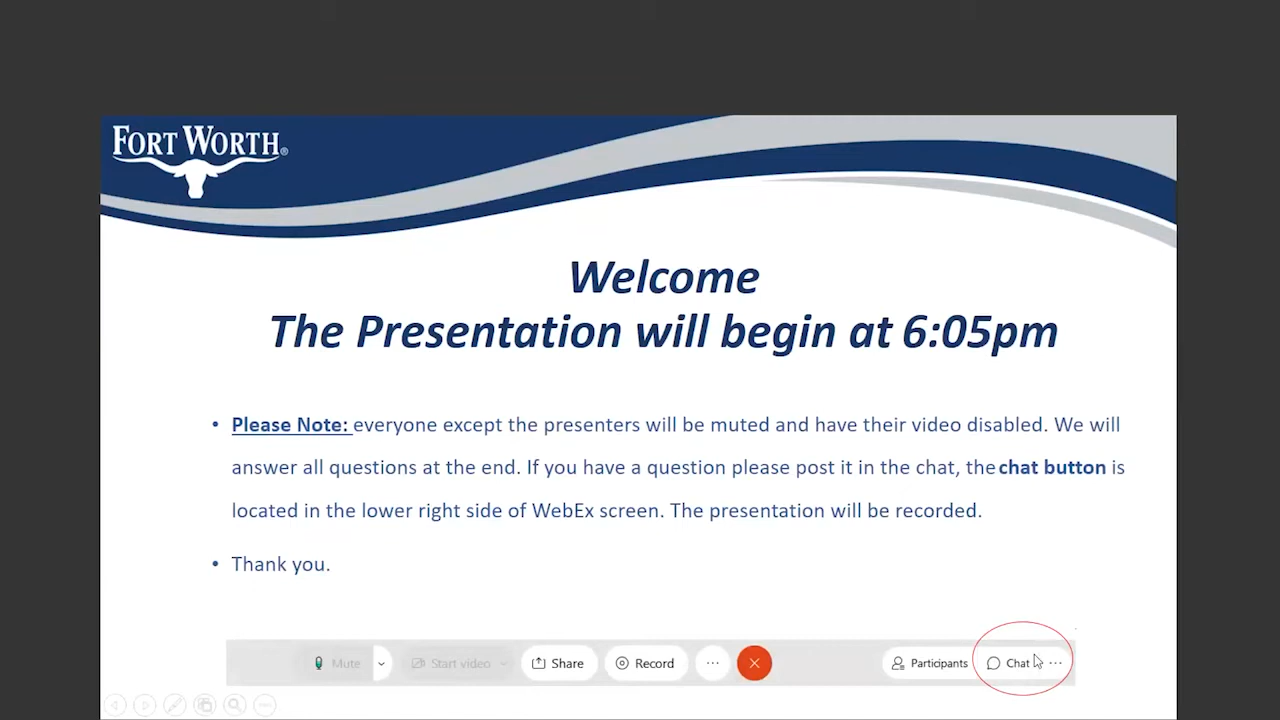 FORT WORTH®
Welcome
The Presentation will begin at 6:05pm
• Please Note: everyone except the presenters will be muted and have their video disabled. We will
answer all questions at the end. If you have a question please post it in the chat, the chat button is
located in the lower right side of WebEx screen. The presentation will be recorded.
• Thank you.
Mute Start video Share Record ... Participants Chat ...